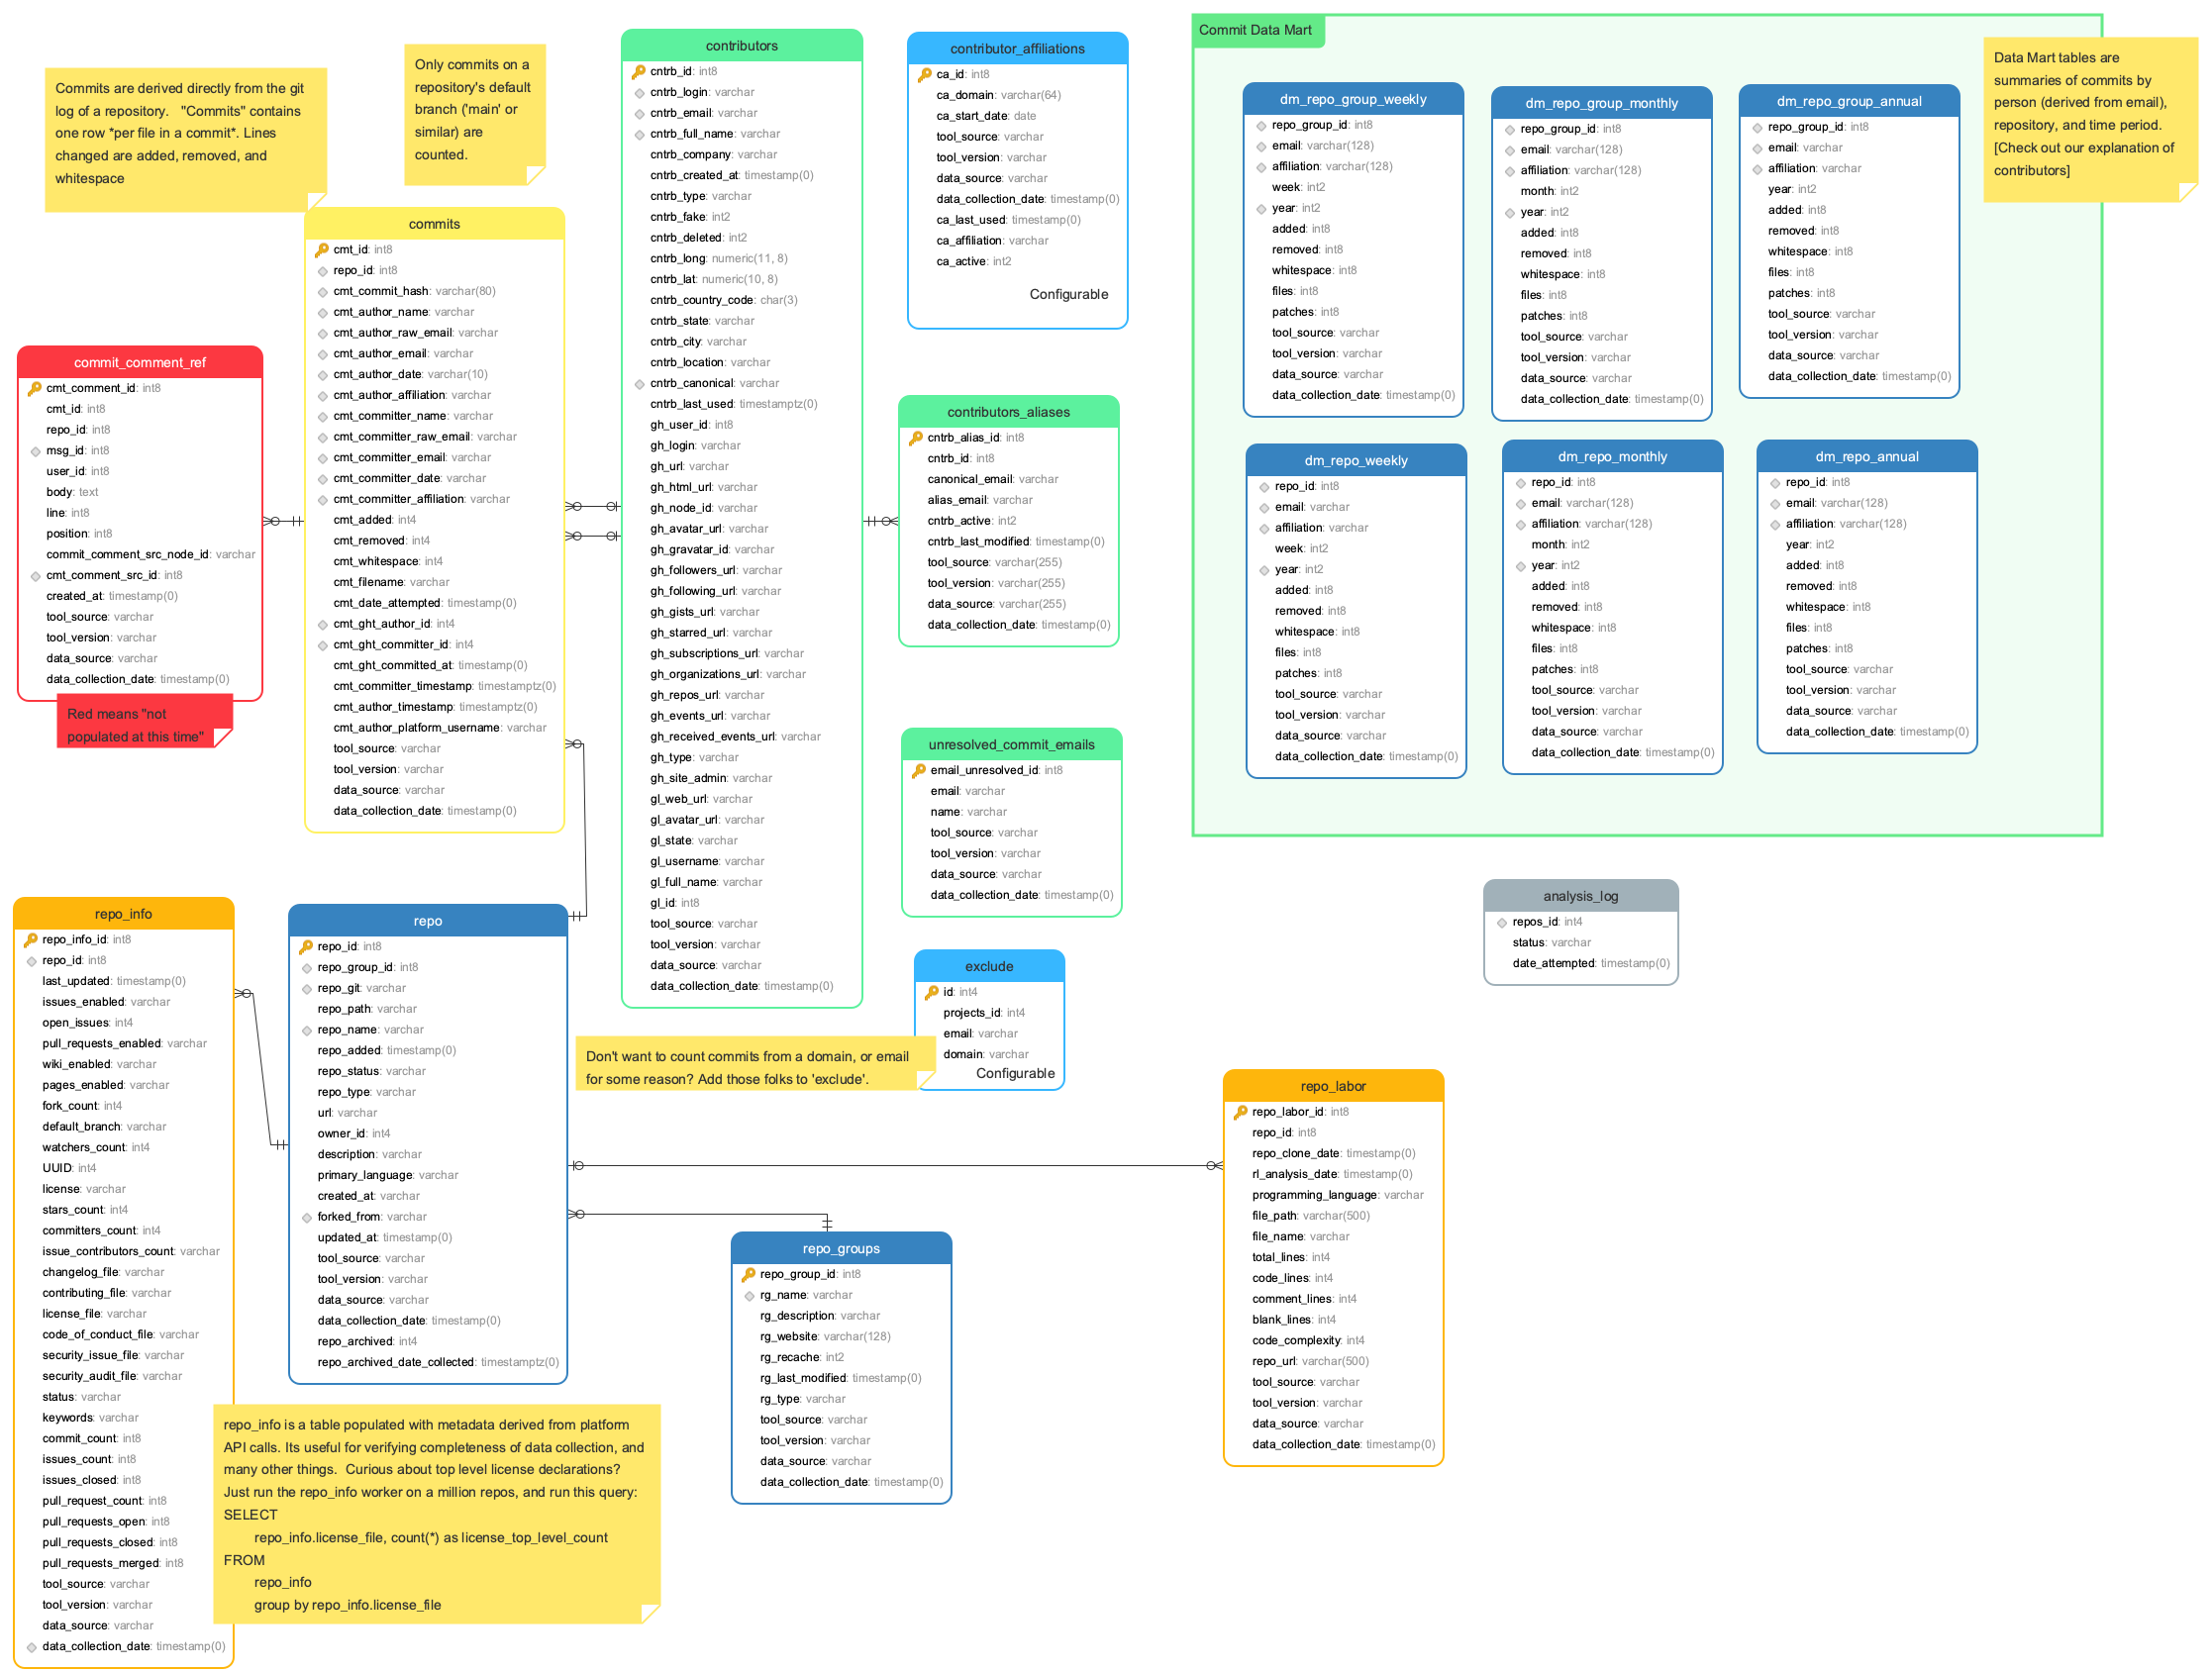 Commits are derived directly from the git
log of a repository.   "Commits" contains
one row *per file in a commit*. Lines
changed are added, removed, and
whitespace
Only commits on a
repository's default
branch ('main' or
similar) are
counted.
commits
cmt_id: int8
repo_id: int8
cmt_commit_hash: varchar(80)
cmt_author_name: varchar
cmt_author_raw_email: varchar
cmt_author_email: varchar
cmt_author_date: varchar(10)
cmt_author_affiliation: varchar
cmt_committer_name: varchar
cmt_committer_raw_email: varchar
cmt_committer_email: varchar
cmt_committer_date: varchar
cmt_committer_affiliation: varchar
cmt_added: int4
cmt_removed: int4
cmt_whitespace: int4
cmt_filename: varchar
cmt_date_attempted: timestamp(0)
cmt_ght_author_id: int4
cmt_ght_committer_id: int4
cmt_ght_committed_at: timestamp(0)
cmt_committer_timestamp: timestamptz(0)
cmt_author_timestamp: timestamptz(0)
cmt_author_platform_username: varchar
tool_source: varchar
tool_version: varchar
data_source: varchar
data_collection_date: timestamp(0)
commit_comment_ref
cmt_comment_id: int8
cmt_id: int8
repo_id: int8
msg_id: int8
user_id: int8
body: text
line: int8
position: int8
commit_comment_src_node_id: varchar
cmt_comment_src_id: int8
created_at: timestamp(0)
tool_source: varchar
tool_version: varchar
data_source: varchar
data_collection_date: timestamp(0)
Red means "not
populated at this time"
contributors
cntrb_id: int8
cntrb_login: varchar
cntrb_email: varchar
cntrb_full_name: varchar
cntrb_company: varchar
cntrb_created_at: timestamp(0)
cntrb_type: varchar
cntrb_fake: int2
cntrb_deleted: int2
cntrb_long: numeric(11, 8)
cntrb_lat: numeric(10, 8)
cntrb_country_code: char(3)
cntrb_state: varchar
cntrb_city: varchar
cntrb_location: varchar
cntrb_canonical: varchar
cntrb_last_used: timestamptz(0)
gh_user_id: int8
gh_login: varchar
gh_url: varchar
gh_html_url: varchar
gh_node_id: varchar
gh_avatar_url: varchar
gh_gravatar_id: varchar
gh_followers_url: varchar
gh_following_url: varchar
gh_gists_url: varchar
gh_starred_url: varchar
gh_subscriptions_url: varchar
gh_organizations_url: varchar
gh_repos_url: varchar
gh_events_url: varchar
gh_received_events_url: varchar
gh_type: varchar
gh_site_admin: varchar
gl_web_url: varchar
gl_avatar_url: varchar
gl_state: varchar
gl_username: varchar
gl_full_name: varchar
gl_id: int8
tool_source: varchar
tool_version: varchar
data_source: varchar
data_collection_date: timestamp(0)
contributor_affiliations
ca_id: int8
ca_domain: varchar(64)
ca_start_date: date
tool_source: varchar
tool_version: varchar
data_source: varchar
data_collection_date: timestamp(0)
ca_last_used: timestamp(0)
ca_affiliation: varchar
ca_active: int2
Configurable
contributors_aliases
cntrb_alias_id: int8
cntrb_id: int8
canonical_email: varchar
alias_email: varchar
cntrb_active: int2
cntrb_last_modified: timestamp(0)
tool_source: varchar(255)
tool_version: varchar(255)
data_source: varchar(255)
data_collection_date: timestamp(0)
unresolved_commit_emails
email_unresolved_id: int8
email: varchar
name: varchar
tool_source: varchar
tool_version: varchar
data_source: varchar
data_collection_date: timestamp(0)
exclude
id: int4
projects_id: int4
email: varchar
domain: varchar
Configurable
Don't want to count commits from a domain, or email
for some reason? Add those folks to 'exclude'.
Commit Data Mart
Data Mart tables are
summaries of commits by
person (derived from email),
repository, and time period.
[Check out our explanation of
contributors]
dm_repo_group_weekly
repo_group_id: int8
email: varchar(128)
affiliation: varchar(128)
week: int2
year: int2
added: int8
removed: int8
whitespace: int8
files: int8
patches: int8
tool_source: varchar
tool_version: varchar
data_source: varchar
data_collection_date: timestamp(0)
dm_repo_group_monthly
repo_group_id: int8
email: varchar(128)
affiliation: varchar(128)
month: int2
year: int2
added: int8
removed: int8
whitespace: int8
files: int8
patches: int8
tool_source: varchar
tool_version: varchar
data_source: varchar
data_collection_date: timestamp(0)
dm_repo_group_annual
repo_group_id: int8
email: varchar
affiliation: varchar
year: int2
added: int8
removed: int8
whitespace: int8
files: int8
patches: int8
tool_source: varchar
tool_version: varchar
data_source: varchar
data_collection_date: timestamp(0)
dm_repo_weekly
repo_id: int8
email: varchar
affiliation: varchar
week: int2
year: int2
added: int8
removed: int8
whitespace: int8
files: int8
patches: int8
tool_source: varchar
tool_version: varchar
data_source: varchar
data_collection_date: timestamp(0)
dm_repo_monthly
repo_id: int8
email: varchar(128)
affiliation: varchar(128)
month: int2
year: int2
added: int8
removed: int8
whitespace: int8
files: int8
patches: int8
tool_source: varchar
tool_version: varchar
data_source: varchar
data_collection_date: timestamp(0)
dm_repo_annual
repo_id: int8
email: varchar(128)
affiliation: varchar(128)
year: int2
added: int8
removed: int8
whitespace: int8
files: int8
patches: int8
tool_source: varchar
tool_version: varchar
data_source: varchar
data_collection_date: timestamp(0)
analysis_log
repos_id: int4
status: varchar
date_attempted: timestamp(0)
repo_info
repo_info_id: int8
repo_id: int8
last_updated: timestamp(0)
issues_enabled: varchar
open_issues: int4
pull_requests_enabled: varchar
wiki_enabled: varchar
pages_enabled: varchar
fork_count: int4
default_branch: varchar
watchers_count: int4
UUID: int4
license: varchar
stars_count: int4
committers_count: int4
issue_contributors_count: varchar
changelog_file: varchar
contributing_file: varchar
license_file: varchar
code_of_conduct_file: varchar
security_issue_file: varchar
security_audit_file: varchar
status: varchar
keywords: varchar
commit_count: int8
issues_count: int8
issues_closed: int8
pull_request_count: int8
pull_requests_open: int8
pull_requests_closed: int8
pull_requests_merged: int8
tool_source: varchar
tool_version: varchar
data_source: varchar
data_collection_date: timestamp(0)
repo
repo_id: int8
repo_group_id: int8
repo_git: varchar
repo_path: varchar
repo_name: varchar
repo_added: timestamp(0)
repo_status: varchar
repo_type: varchar
url: varchar
owner_id: int4
description: varchar
primary_language: varchar
created_at: varchar
forked_from: varchar
updated_at: timestamp(0)
tool_source: varchar
tool_version: varchar
data_source: varchar
data_collection_date: timestamp(0)
repo_archived: int4
repo_archived_date_collected: timestamptz(0)
repo_info is a table populated with metadata derived from platform
API calls. Its useful for verifying completeness of data collection, and
many other things.  Curious about top level license declarations?
Just run the repo_info worker on a million repos, and run this query:
SELECT
repo_info.license_file, count(*) as license_top_level_count
FROM
repo_info
group by repo_info.license_file
repo_groups
repo_group_id: int8
rg_name: varchar
rg_description: varchar
rg_website: varchar(128)
rg_recache: int2
rg_last_modified: timestamp(0)
rg_type: varchar
tool_source: varchar
tool_version: varchar
data_source: varchar
data_collection_date: timestamp(0)
repo_labor
repo_labor_id: int8
repo_id: int8
repo_clone_date: timestamp(0)
rl_analysis_date: timestamp(0)
programming_language: varchar
file_path: varchar(500)
file_name: varchar
total_lines: int4
code_lines: int4
comment_lines: int4
blank_lines: int4
code_complexity: int4
repo_url: varchar(500)
tool_source: varchar
tool_version: varchar
data_source: varchar
data_collection_date: timestamp(0)